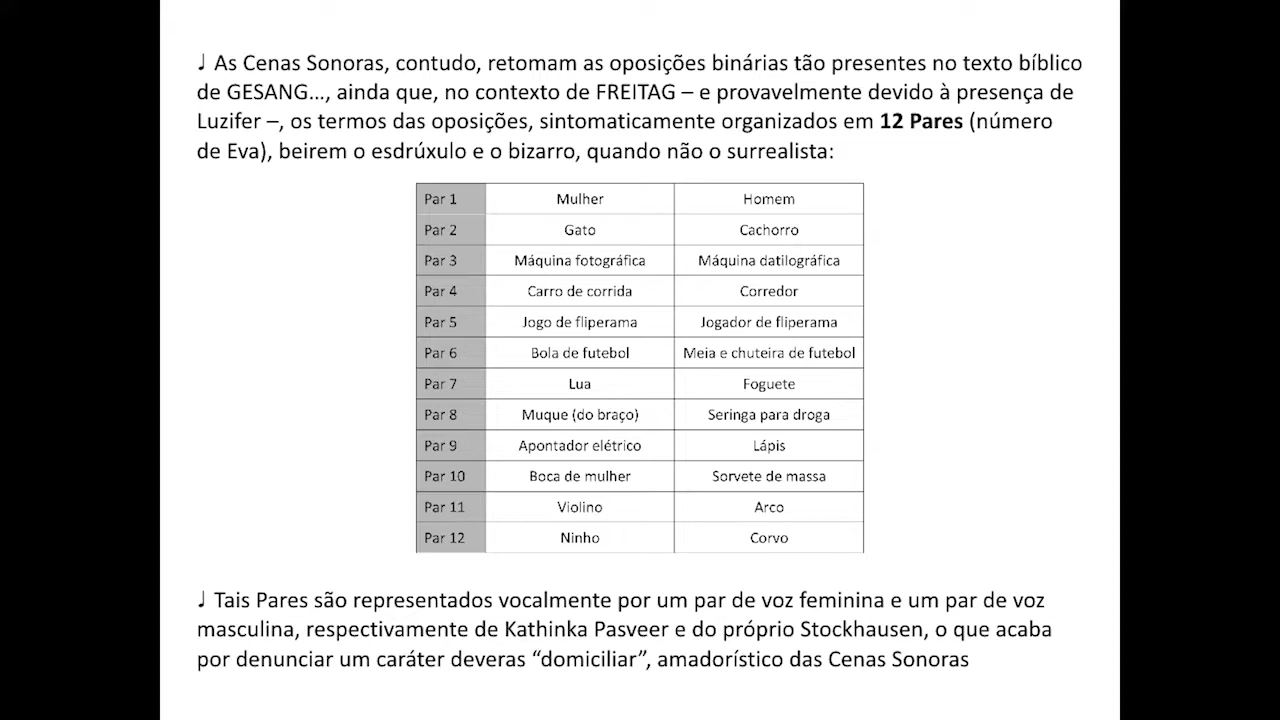 ♩ As Cenas Sonoras, contudo, retomam as oposições binárias tão presentes no texto bíblico
de GESANG..., ainda que, no contexto de FREITAG – e provavelmente devido à presença de
Luzifer –, os termos das oposições, sintomaticamente organizados em 12 Pares (número
de Eva), beirem o esdrúxulo e o bizarro, quando não o surrealista:
Par 1 Mulher Homem
Par 2 Gato Cachorro
Par 3 Máquina fotográfica Máquina datilográfica
Par 4 Carro de corrida Corredor
Par 5 Jogo de fliperama Jogador de fliperama
Par 6 Bola de futebol Meia e chuteira de futebol
Par 7 Lua Foguete
Par 8 Muque (do braço) Seringa para droga
Par 9 Apontador elétrico Lápis
Par 10 Boca de mulher Sorvete de massa
Par 11 Violino Arco
Par 12 Ninho Corvo
♩ Tais Pares são representados vocalmente por um par de voz feminina e um par de voz
masculina, respectivamente de Kathinka Pasveer e do próprio Stockhausen, o que acaba
por denunciar um caráter deveras “domiciliar”, amadorístico das Cenas Sonoras